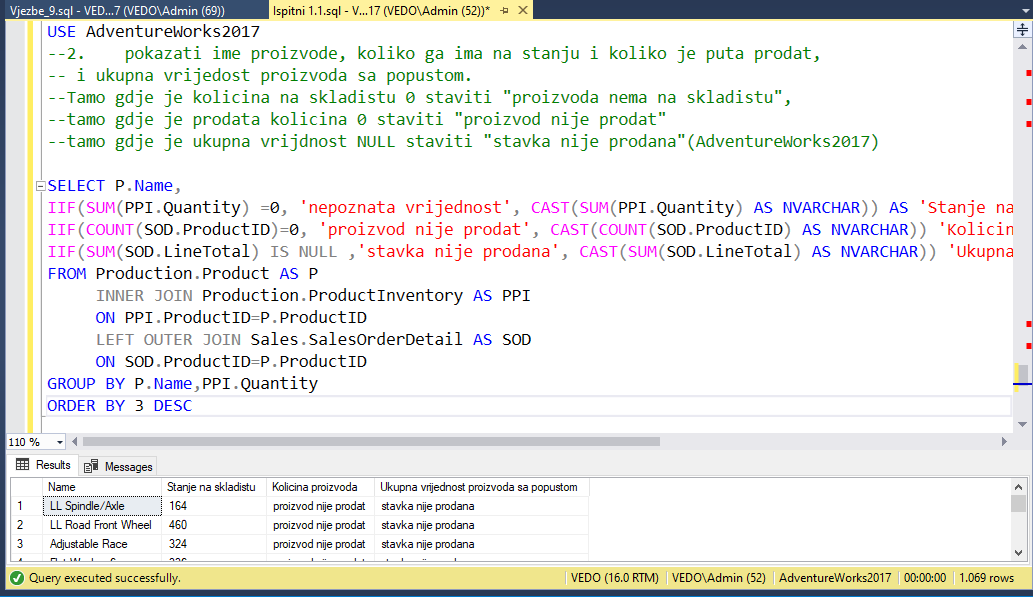 Vjezbe_9.sql - VED...7 (VEDO\Admin (69))
Ispitni 1.1.sql - V...17 (VEDO\Admin (52))*
USE AdventureWorks2017
--2. pokazati ime proizvode, koliko ga ima na stanju i koliko je puta prodat,
-- i ukupna vrijedost proizvoda sa popustom.
--Tamo gdje je kolicina na skladistu 0 staviti "proizvoda nema na skladistu",
--tamo gdje je prodata kolicina 0 staviti "proizvod nije prodat"
--tamo gdje je ukupna vrijdnost NULL staviti "stavka nije prodana"(AdventureWorks2017)
SELECT P.Name,
IIF(SUM(PPI.Quantity) =0, 'nepoznata vrijednost', CAST(SUM(PPI.Quantity) AS NVARCHAR)) AS 'Stanje na
IIF(COUNT(SOD.ProductID)=0, 'proizvod nije prodat', CAST(COUNT(SOD.ProductID) AS NVARCHAR)) 'Kolicin
IIF(SUM(SOD.LineTotal) IS NULL ,'stavka nije prodana', CAST(SUM(SOD.LineTotal) AS NVARCHAR)) 'Ukupna
FROM Production.Product AS P
INNER JOIN Production.ProductInventory AS PPI
ON PPI.ProductID=P.ProductID
LEFT OUTER JOIN Sales.SalesOrderDetail AS SOD
ON SOD.ProductID=P.ProductID
GROUP BY P.Name,PPI.Quantity
ORDER BY 3 DESC
110 %
Results Messages
Name Stanje na skladistu Kolicina proizvoda Ukupna vrijednost proizvoda sa popustom
1 LL Spindle/Axle 164 proizvod nije prodat stavka nije prodana
2 LL Road Front Wheel 460 proizvod nije prodat stavka nije prodana
3 Adjustable Race 324 proizvod nije prodat stavka nije prodana
Query executed successfully. VEDO (16.0 RTM) VEDO\Admin (52) AdventureWorks2017 00:00:00 1.069 rows